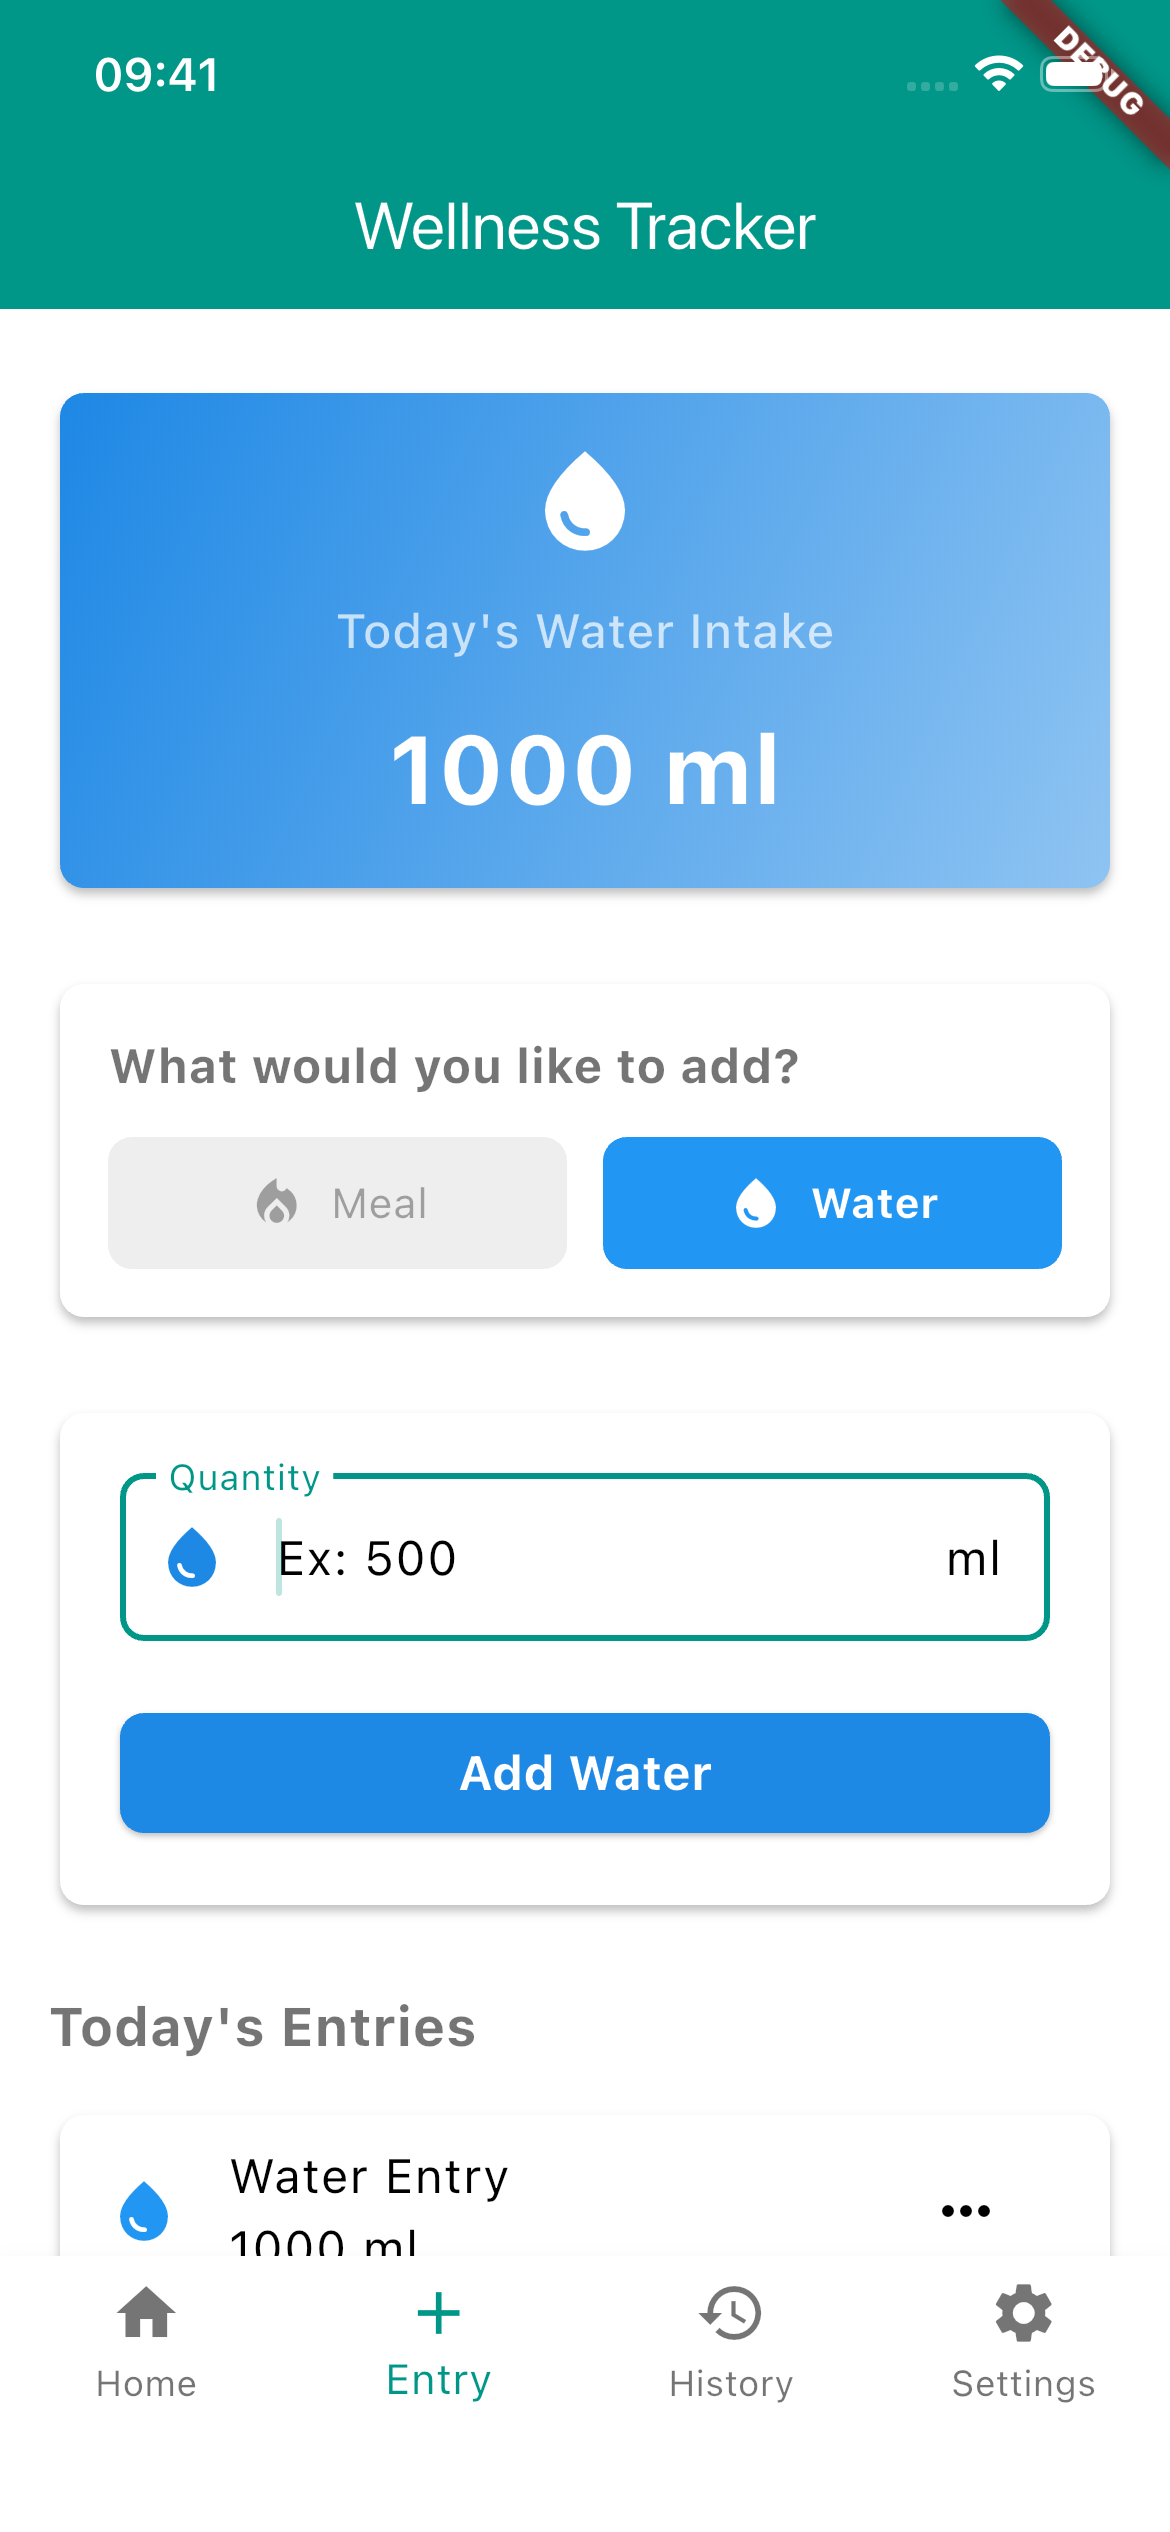 09:41
DEBUG
Wellness Tracker
Today's Water Intake
1000 ml
What would you like to add?
Meal
Water
Quantity
Ex: 500 ml
Add Water
Today's Entries
Water Entry
1000 ml
Home
Entry
History
Settings